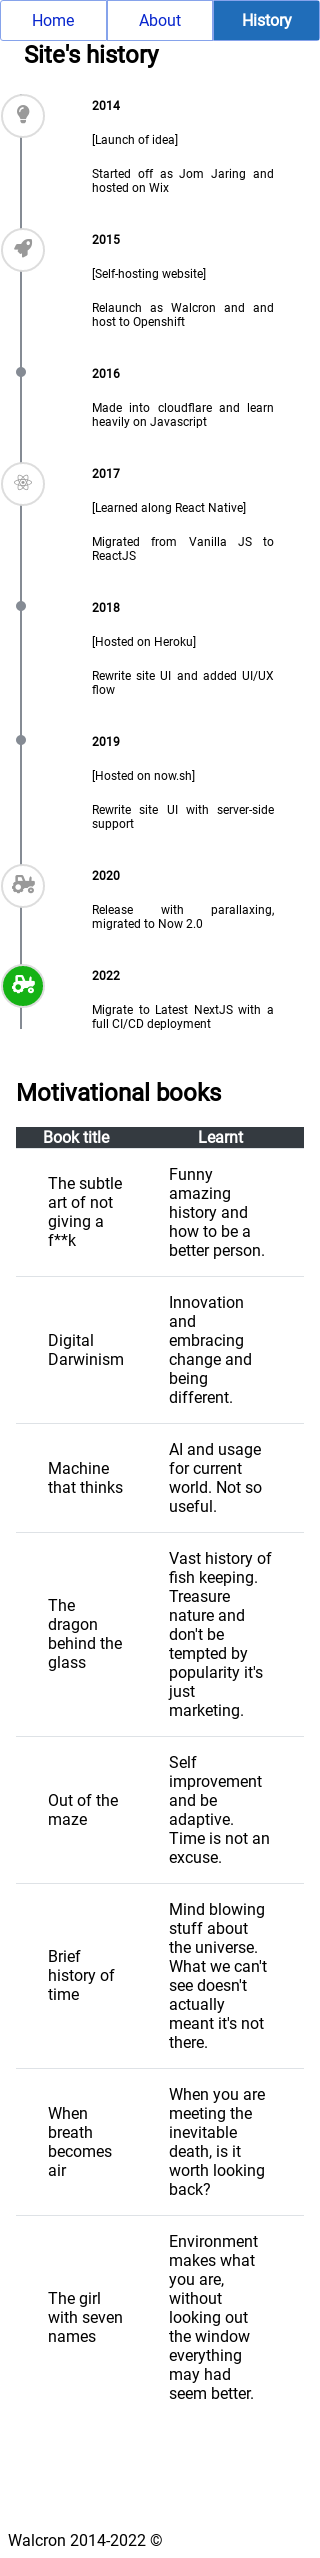 Home About History
Site's history
2014
[Launch of idea]
Started off as Jom Jaring and
hosted on Wix
2015
[Self-hosting website]
Relaunch as Walcron and and
host to Openshift
2016
Made into cloudflare and learn
heavily on Javascript
2017
[Learned along React Native]
Migrated from Vanilla JS to
ReactJS
2018
[Hosted on Heroku]
Rewrite site UI and added UI/UX
flow
2019
[Hosted on now.sh]
Rewrite site UI with server-side
support
2020
Release with parallaxing,
migrated to Now 2.0
2022
Migrate to Latest NextJS with a
full CI/CD deployment
Motivational books
Book title Learnt
The subtle
art of not
giving a
f**k
Funny
amazing
history and
how to be a
better person.
Digital
Darwinism
Innovation
and
embracing
change and
being
different.
Machine
that thinks
AI and usage
for current
world. Not so
useful.
The
dragon
behind the
glass
Vast history of
fish keeping.
Treasure
nature and
don't be
tempted by
popularity it's
just
marketing.
Out of the
maze
Self
improvement
and be
adaptive.
Time is not an
excuse.
Brief
history of
time
Mind blowing
stuff about
the universe.
What we can't
see doesn't
actually
meant it's not
there.
When
breath
becomes
air
When you are
meeting the
inevitable
death, is it
worth looking
back?
The girl
with seven
names
Environment
makes what
you are,
without
looking out
the window
everything
may had
seem better.
Walcron 2014-2022 ©